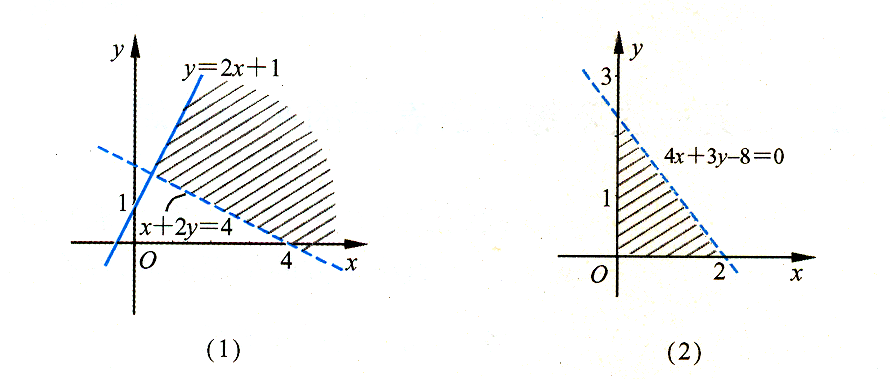 y
y=2x+1
1
x+2y=4
O
4
x
(1)
y
3
4x+3y–8=0
1
O
2
x
(2)